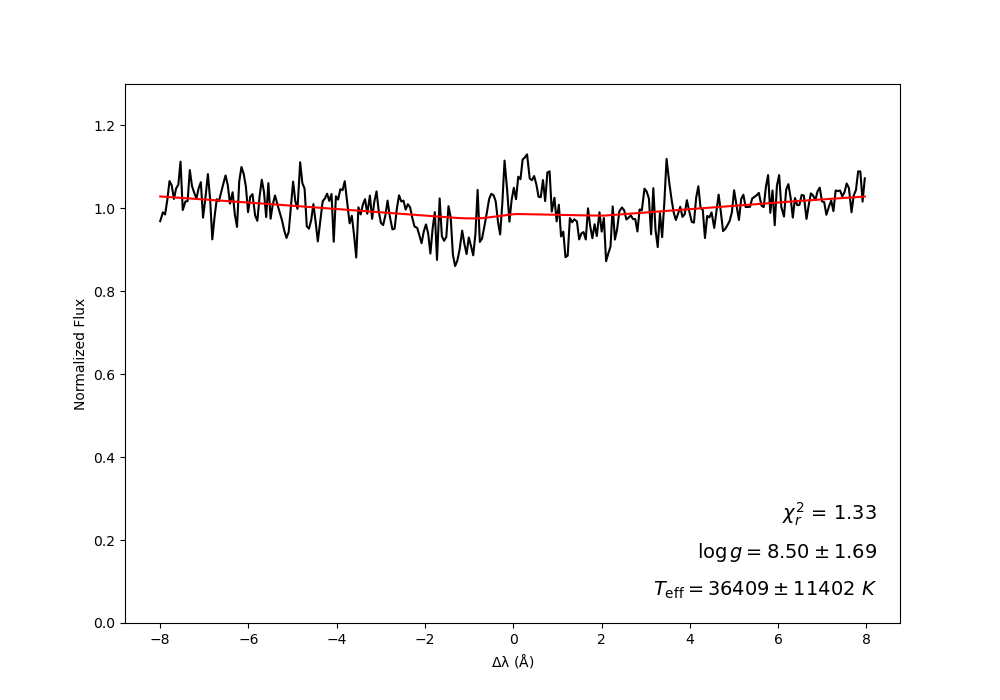 1.2
1.0
0.8
0.6
0.4
0.2
0.0
Normalized Flux
χ²ᵣ = 1.33
log g = 8.50 ± 1.69
T_eff = 36409 ± 11402 K
−8 −6 −4 −2 0 2 4 6 8
Δλ (Å)